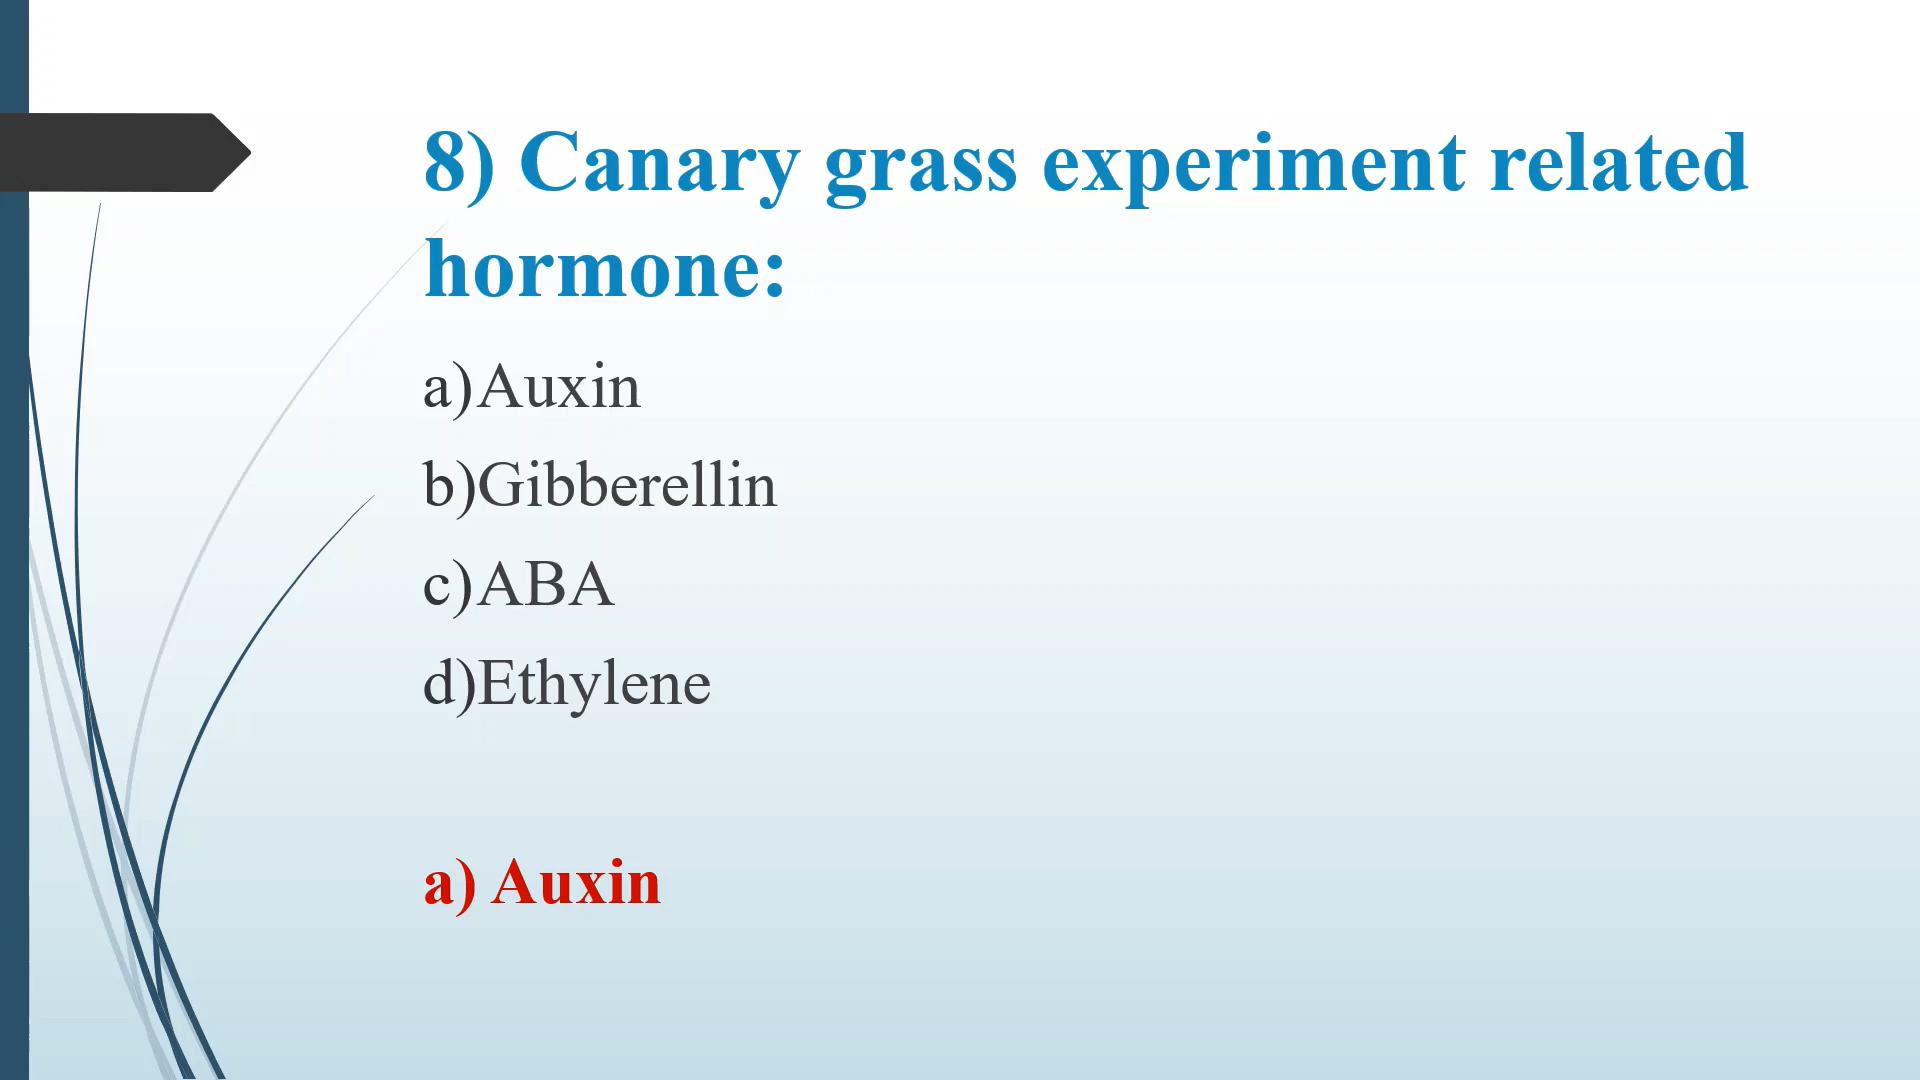 8) Canary grass experiment related
hormone:
a)Auxin
b)Gibberellin
c)ABA
d)Ethylene
a) Auxin